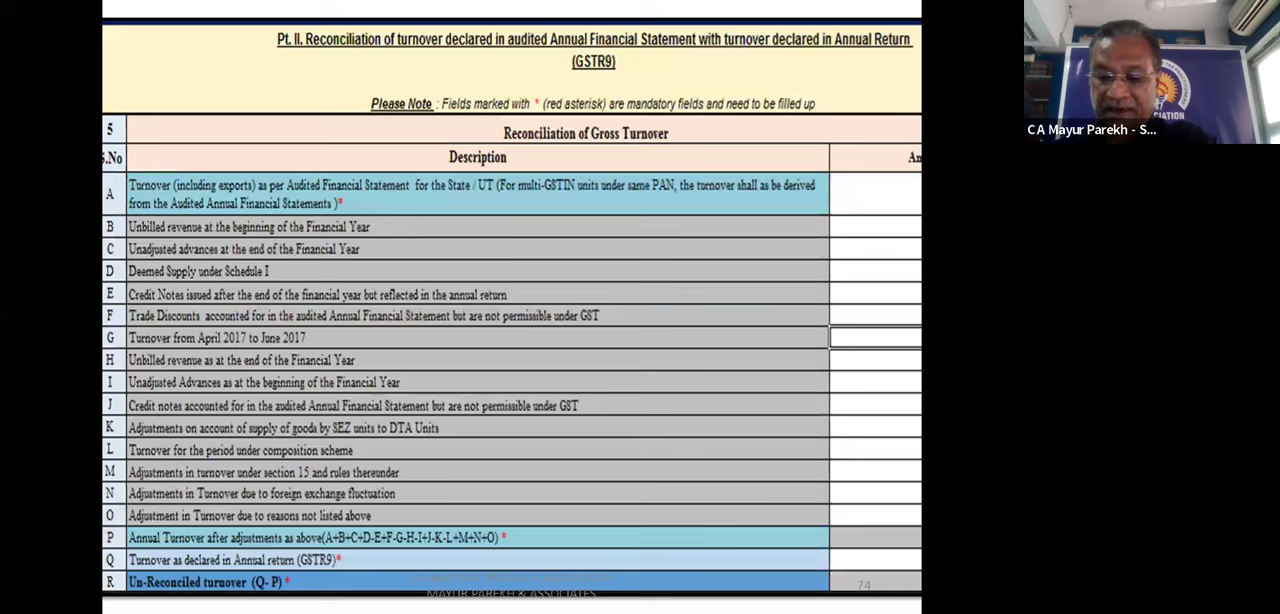 Pt. II. Reconciliation of turnover declared in audited Annual Financial Statement with turnover declared in Annual Return
(GSTR9)
Please Note : Fields marked with * (red asterisk) are mandatory fields and need to be filled up
5 Reconciliation of Gross Turnover
S.No Description Am
A Turnover (including exports) as per Audited Financial Statement for the State / UT (For multi-GSTIN units under same PAN, the turnover shall as be derived
from the Audited Annual Financial Statements )*
B Unbilled revenue at the beginning of the Financial Year
C Unadjusted advances at the end of the Financial Year
D Deemed Supply under Schedule I
E Credit Notes issued after the end of the financial year but reflected in the annual return
F Trade Discounts accounted for in the audited Annual Financial Statement but are not permissible under GST
G Turnover from April 2017 to June 2017
H Unbilled revenue as at the end of the Financial Year
I Unadjusted Advances as at the beginning of the Financial Year
J Credit notes accounted for in the audited Annual Financial Statement but are not permissible under GST
K Adjustments on account of supply of goods by SEZ units to DTA Units
L Turnover for the period under composition scheme
M Adjustments in turnover under section 15 and rules thereunder
N Adjustments in Turnover due to foreign exchange fluctuation
O Adjustment in Turnover due to reasons not listed above
P Annual Turnover after adjustments as above(A+B+C+D-E+F-G-H-I+J-K-L+M+N+O) *
Q Turnover as declared in Annual return (GSTR9)*
R Un-Reconciled turnover (Q- P) *
MAYUR PAREKH & ASSOCIATES
74
CIATION
C A Mayur Parekh - S...